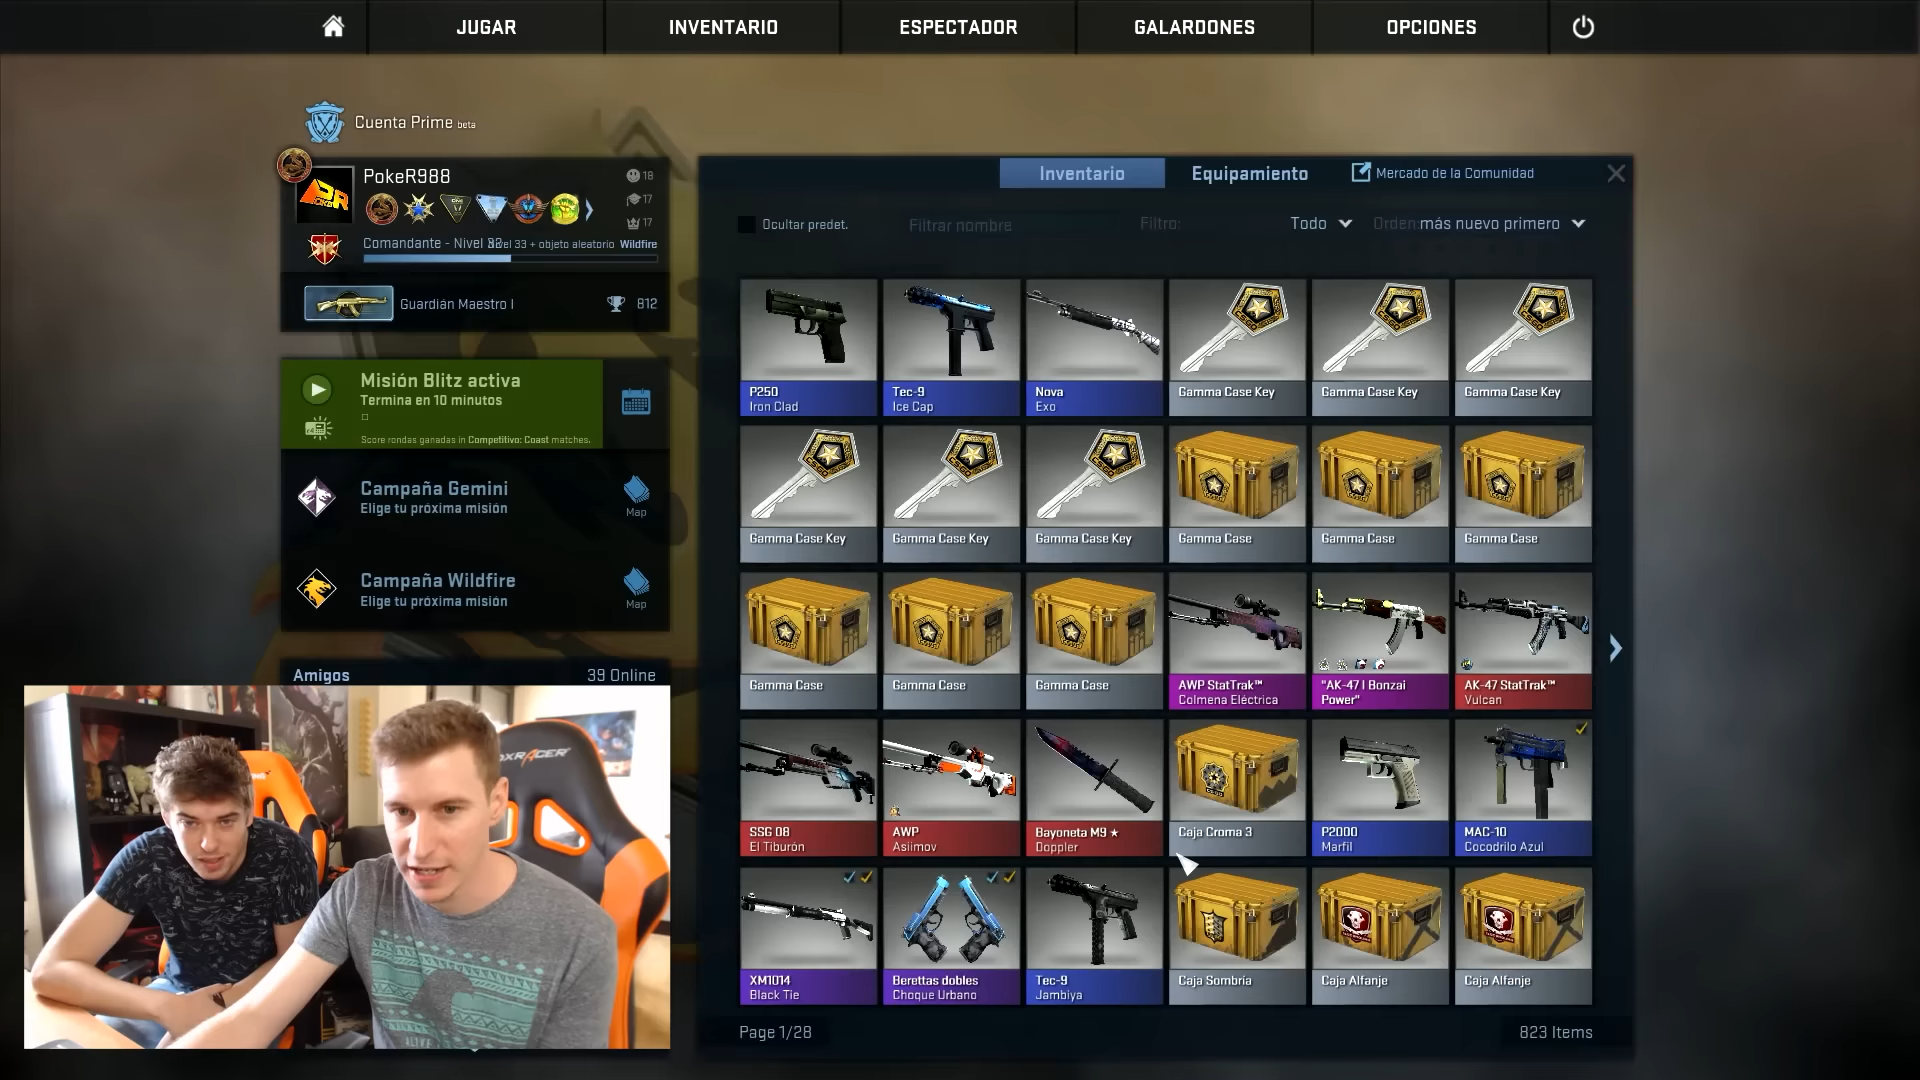 JUGAR
INVENTARIO
ESPECTADOR
GALARDONES
OPCIONES
Cuenta Prime beta
PokeR988
18
17
17
Comandante - Nivel
Nivel 33 + objeto aleatorio Wildfire
Guardián Maestro I
812
Misión Blitz activa
Termina en 10 minutos
Score rondas ganadas in Competitivo: Coast matches.
Campaña Gemini
Elige tu próxima misión
Map
Campaña Wildfire
Elige tu próxima misión
Map
Amigos
39 Online
Inventario
Equipamiento
Mercado de la Comunidad
Ocultar predet.
Filtrar nombre
Filtro:
Todo
Orden:
más nuevo primero
P250
Iron Clad
Tec-9
Ice Cap
Nova
Exo
Gamma Case Key
Gamma Case Key
Gamma Case Key
Gamma Case Key
Gamma Case Key
Gamma Case Key
Gamma Case
Gamma Case
Gamma Case
Gamma Case
Gamma Case
Gamma Case
AWP StatTrak™
Colmena Eléctrica
"AK-47 | Bonzai
Power"
AK-47 StatTrak™
Vulcan
SSG 08
El Tiburón
AWP
Asiimov
Bayoneta M9 ★
Doppler
Caja Croma 3
P2000
Marfil
MAC-10
Cocodrilo Azul
XM1014
Black Tie
Berettas dobles
Choque Urbano
Tec-9
Jambiya
Caja Sombría
Caja Alfanje
Caja Alfanje
Page 1/28
823 Items